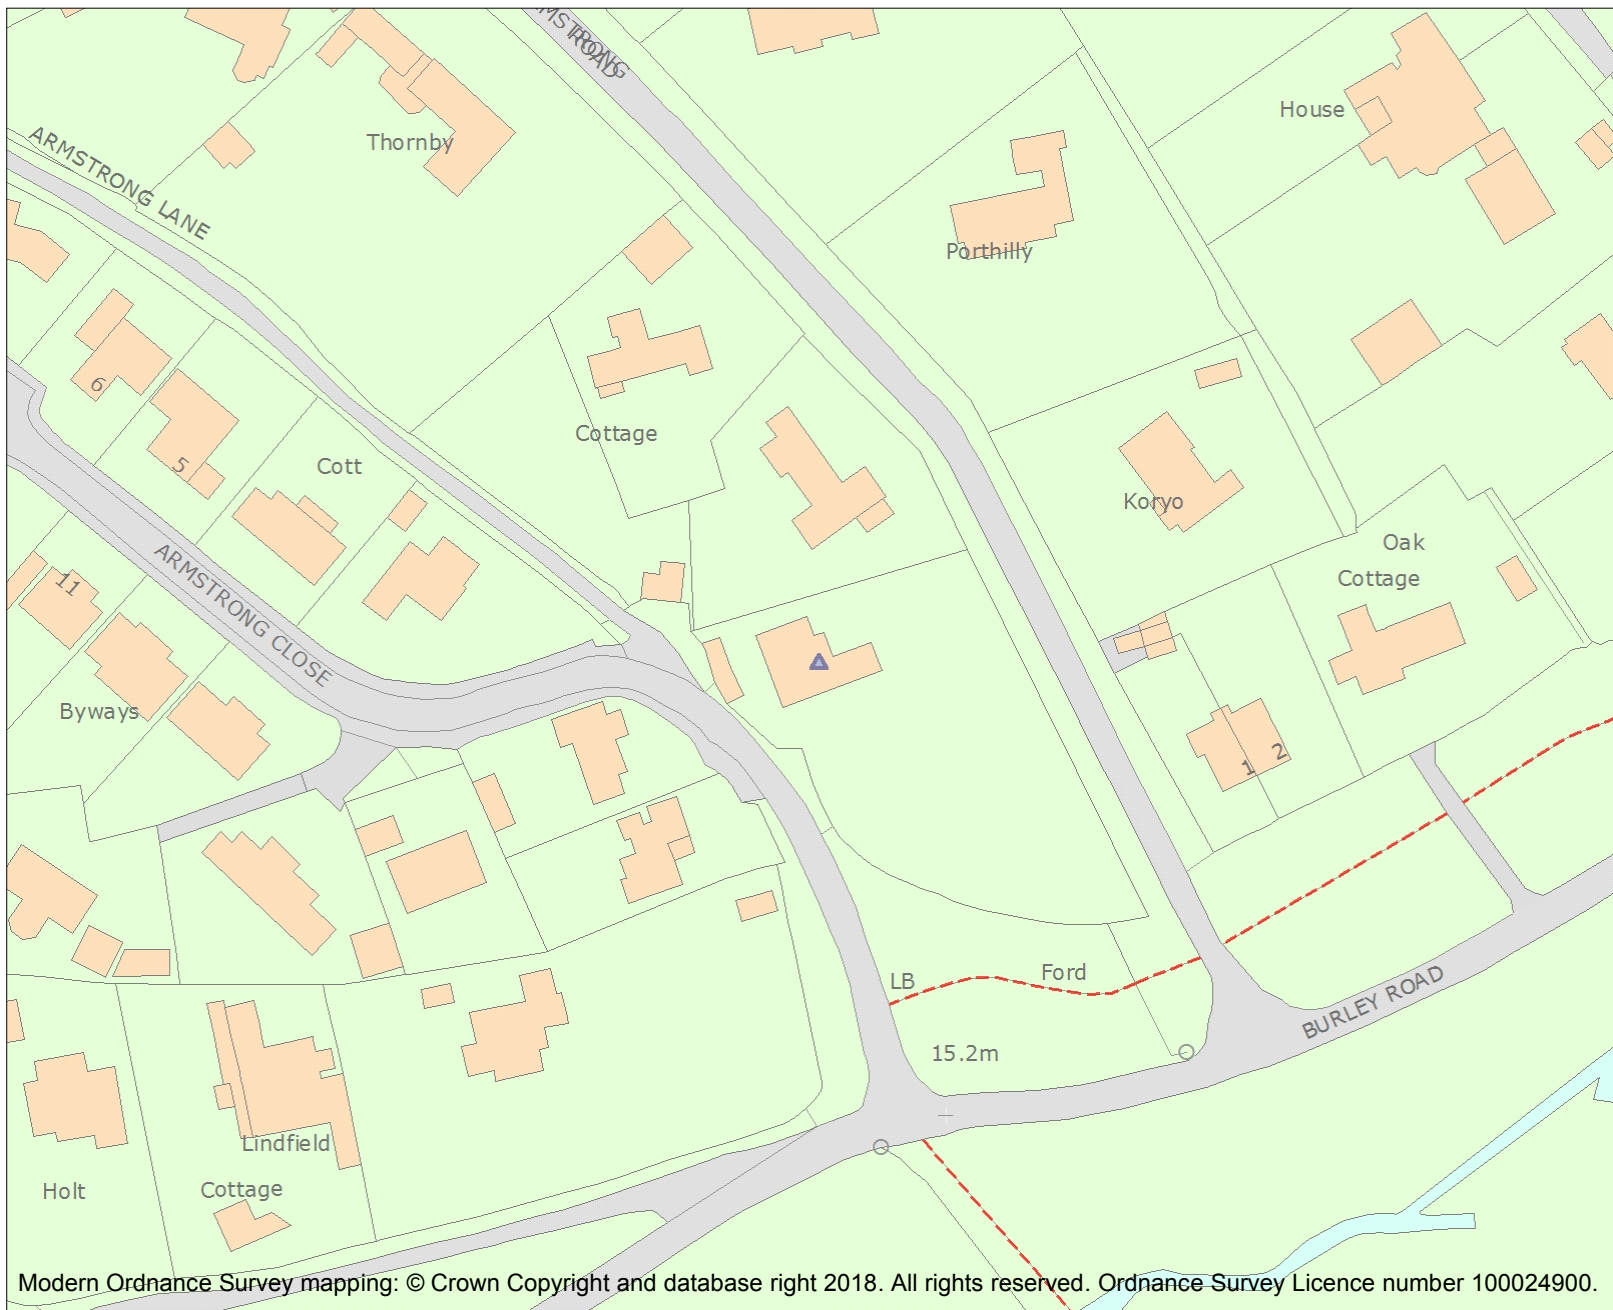 ARMSTRONG
ROAD
House
ARMSTRONG LANE
Thornby
Porthilly
6
Cottage
5
Cott
Koryo
Oak
Cottage
11
ARMSTRONG CLOSE
Byways
1
2
LB
Ford
BURLEY ROAD
15.2m
Lindfield
Cottage
Holt
Modern Ordnance Survey mapping: © Crown Copyright and database right 2018. All rights reserved. Ordnance Survey Licence number 100024900.